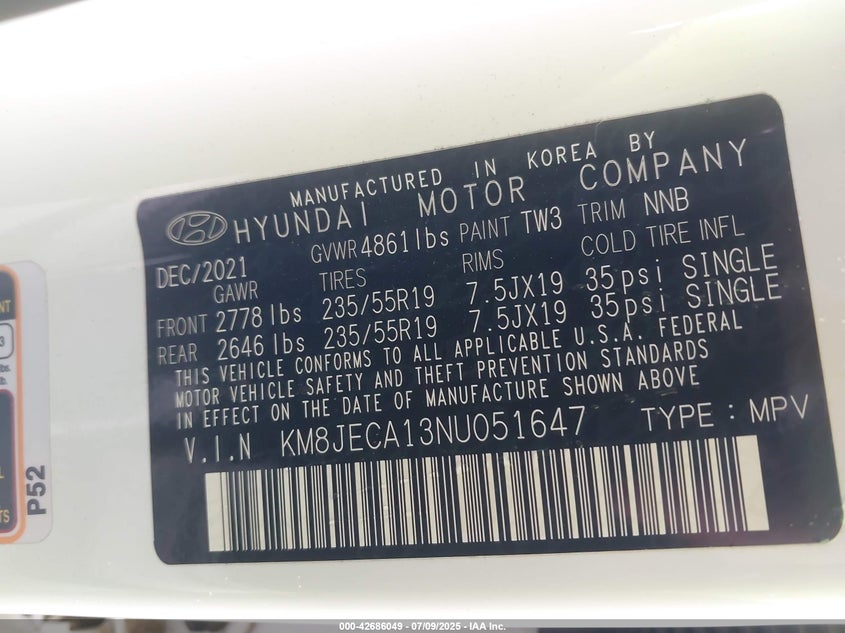 MANUFACTURED IN KOREA BY
HYUNDAI MOTOR COMPANY
DEC/2021 GVWR 4861lbs PAINT TW3 TRIM NNB
GAWR TIRES RIMS COLD TIRE INFL
FRONT 2778 lbs 235/55R19 7.5JX19 35psi SINGLE
REAR 2646 lbs 235/55R19 7.5JX19 35psi SINGLE
THIS VEHICLE CONFORMS TO ALL APPLICABLE U.S.A. FEDERAL
MOTOR VEHICLE SAFETY AND THEFT PREVENTION STANDARDS
IN EFFECT ON THE DATE OF MANUFACTURE SHOWN ABOVE
V.I.N KM8JECA13NU051647 TYPE : MPV
P52
000-42686049 - 07/09/2025 - IAA Inc.